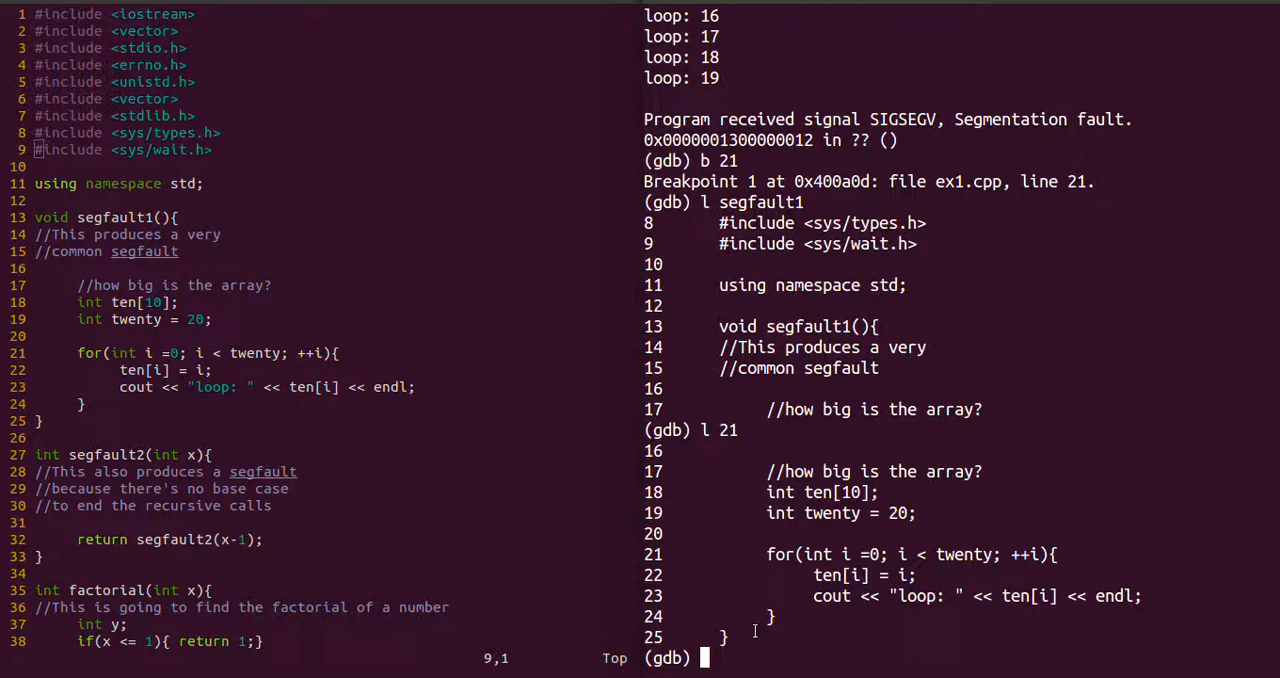 1 #include <iostream>
2 #include <vector>
3 #include <stdio.h>
4 #include <errno.h>
5 #include <unistd.h>
6 #include <vector>
7 #include <stdlib.h>
8 #include <sys/types.h>
9 #include <sys/wait.h>
10
11 using namespace std;
12
13 void segfault1(){
14 //This produces a very
15 //common segfault
16
17 //how big is the array?
18 int ten[10];
19 int twenty = 20;
20
21 for(int i =0; i < twenty; ++i){
22 ten[i] = i;
23 cout << "loop: " << ten[i] << endl;
24 }
25 }
26
27 int segfault2(int x){
28 //This also produces a segfault
29 //because there's no base case
30 //to end the recursive calls
31
32 return segfault2(x-1);
33 }
34
35 int factorial(int x){
36 //This is going to find the factorial of a number
37 int y;
38 if(x <= 1){ return 1;}
9,1 Top
loop: 16
loop: 17
loop: 18
loop: 19
Program received signal SIGSEGV, Segmentation fault.
0x0000001300000012 in ?? ()
(gdb) b 21
Breakpoint 1 at 0x400a0d: file ex1.cpp, line 21.
(gdb) l segfault1
8 #include <sys/types.h>
9 #include <sys/wait.h>
10
11 using namespace std;
12
13 void segfault1(){
14 //This produces a very
15 //common segfault
16
17 //how big is the array?
(gdb) l 21
16
17 //how big is the array?
18 int ten[10];
19 int twenty = 20;
20
21 for(int i =0; i < twenty; ++i){
22 ten[i] = i;
23 cout << "loop: " << ten[i] << endl;
24 }
25 }
(gdb)